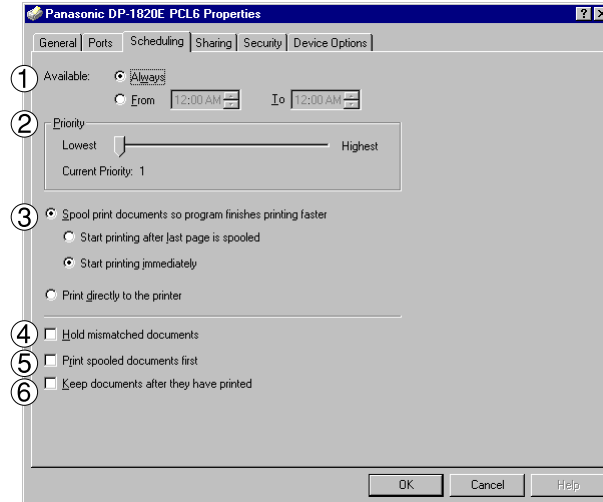 Panasonic DP-1820E PCL6 Properties
General Ports Scheduling Sharing Security Device Options
① Available: Always
From 12:00 AM To 12:00 AM
② Priority
Lowest Highest
Current Priority: 1
③ Spool print documents so program finishes printing faster
Start printing after last page is spooled
Start printing immediately
Print directly to the printer
④ Hold mismatched documents
⑤ Print spooled documents first
⑥ Keep documents after they have printed
OK Cancel Help